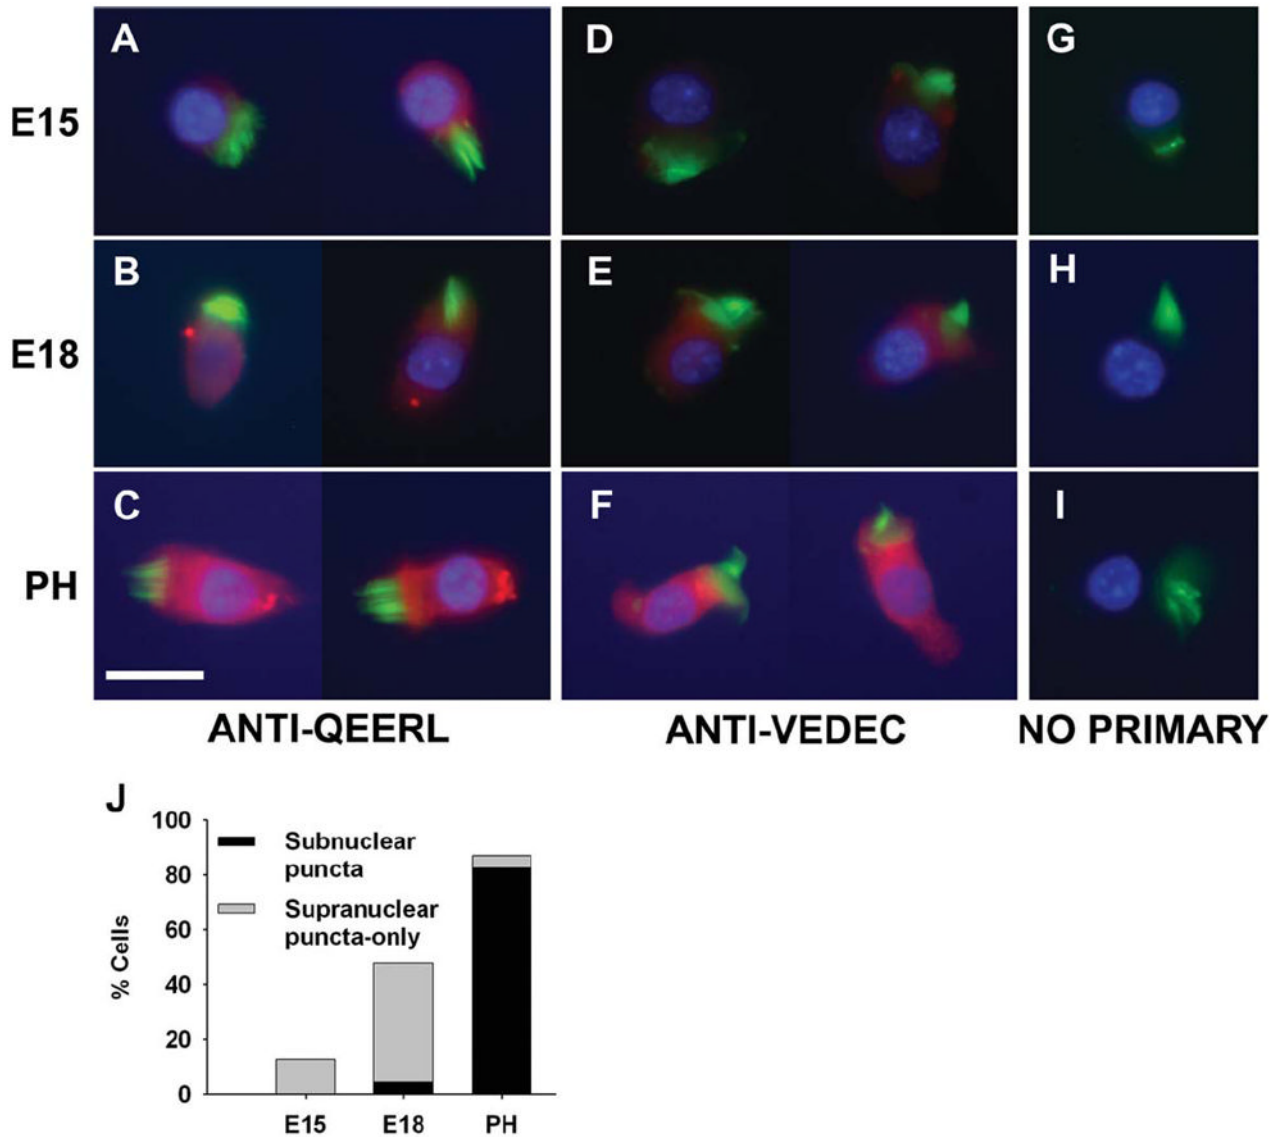 A
D
G
E15
B
E
H
E18
C
F
I
PH
ANTI-QEERL
ANTI-VEDEC
NO PRIMARY
J
100
80
60
40
20
0
% Cells
Subnuclear
puncta
Supranuclear
puncta-only
E15
E18
PH